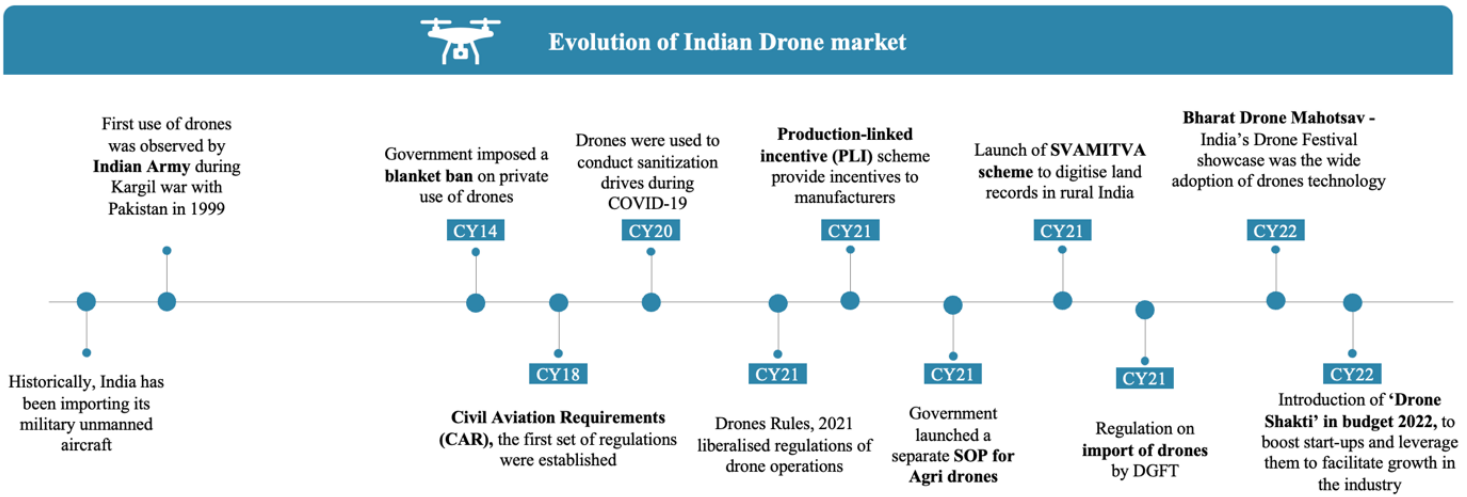 Evolution of Indian Drone market
Historically, India has
been importing its
military unmanned
aircraft
First use of drones
was observed by
Indian Army during
Kargil war with
Pakistan in 1999
Government imposed a
blanket ban on private
use of drones
CY14
CY18
Civil Aviation Requirements
(CAR), the first set of regulations
were established
Drones were used to
conduct sanitization
drives during
COVID-19
CY20
CY21
Drones Rules, 2021
liberalised regulations of
drone operations
Production-linked
incentive (PLI) scheme
provide incentives to
manufacturers
CY21
CY21
Government
launched a
separate SOP for
Agri drones
Launch of SVAMITVA
scheme to digitise land
records in rural India
CY21
CY21
Regulation on
import of drones
by DGFT
Bharat Drone Mahotsav -
India's Drone Festival
showcase was the wide
adoption of drones technology
CY22
CY22
Introduction of ‘Drone
Shakti’ in budget 2022, to
boost start-ups and leverage
them to facilitate growth in
the industry